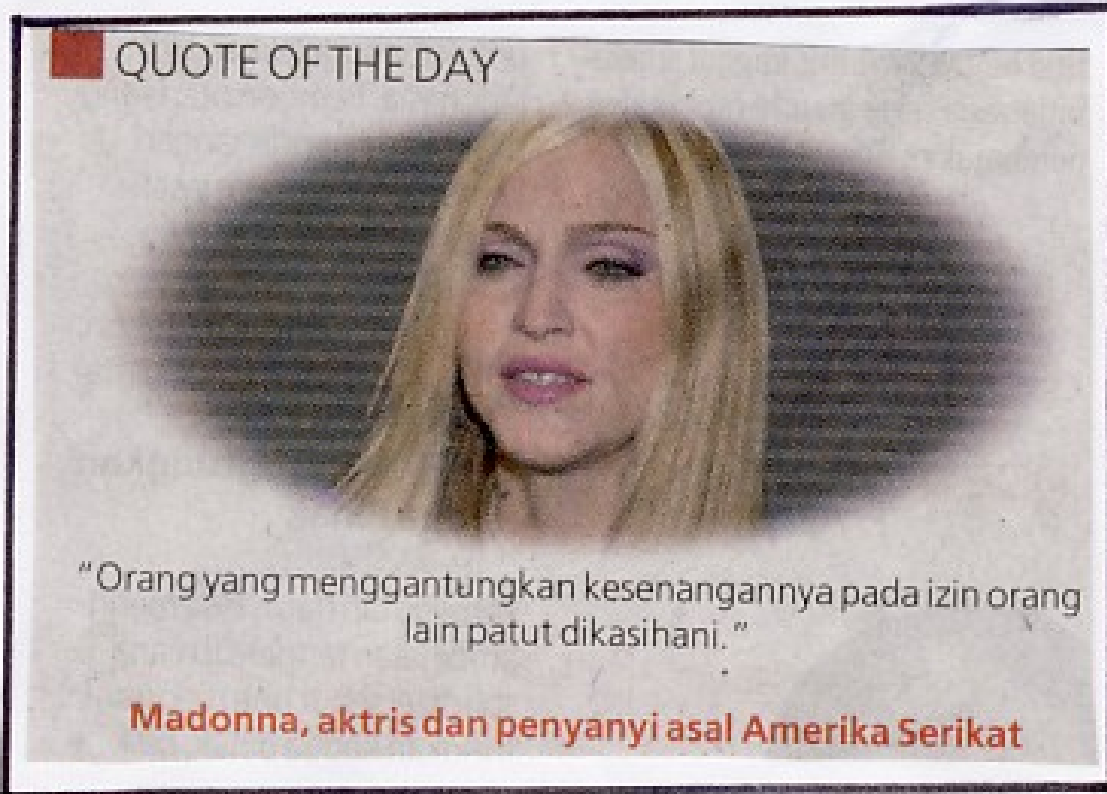 QUOTE OF THE DAY
“Orang yang menggantungkan kesenangannya pada izin orang
lain patut dikasihani.”
Madonna, aktris dan penyanyi asal Amerika Serikat